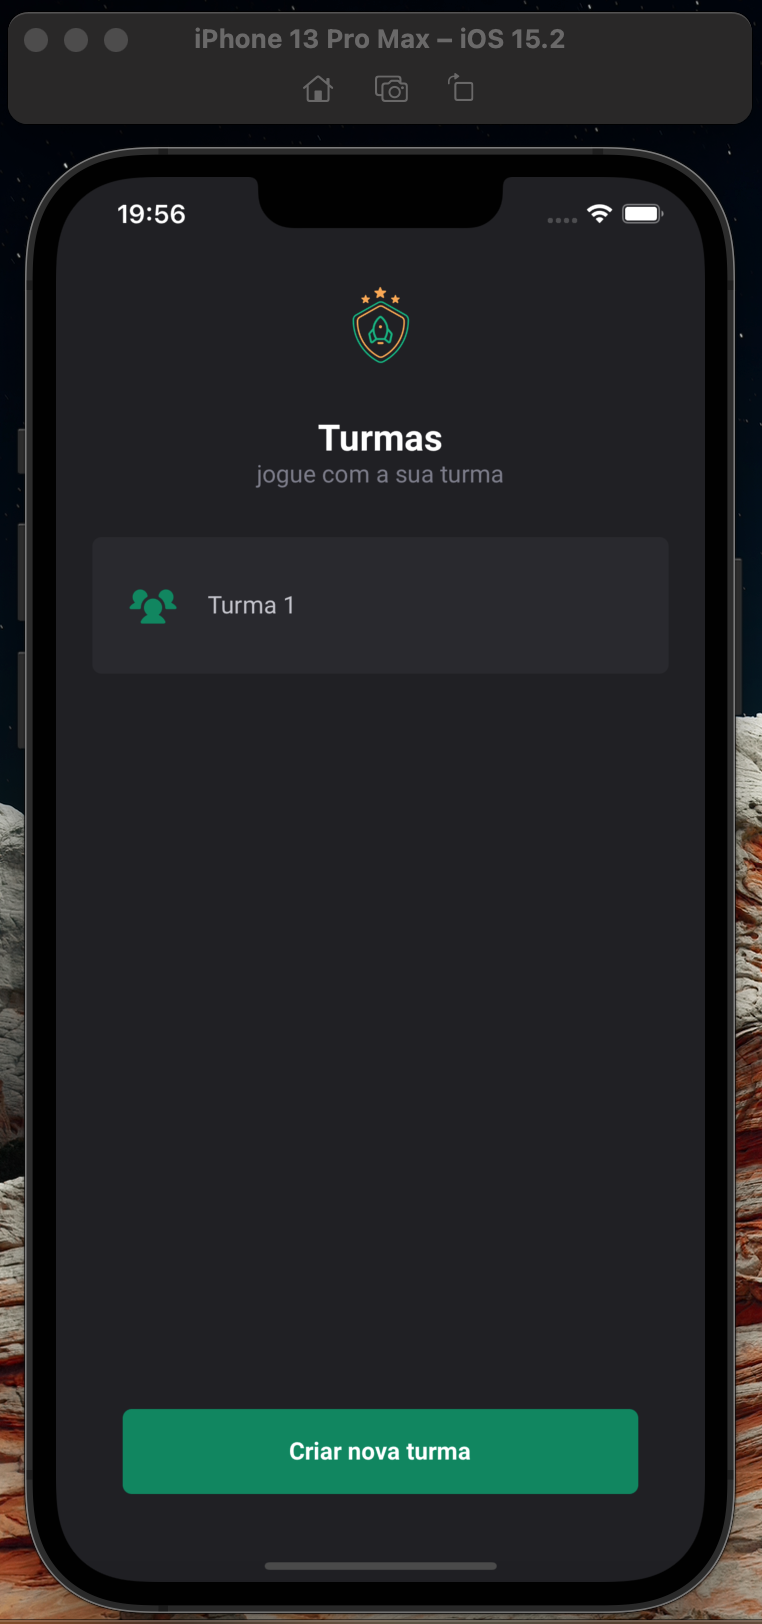 iPhone 13 Pro Max – iOS 15.2
19:56
Turmas
jogue com a sua turma
Turma 1
Criar nova turma